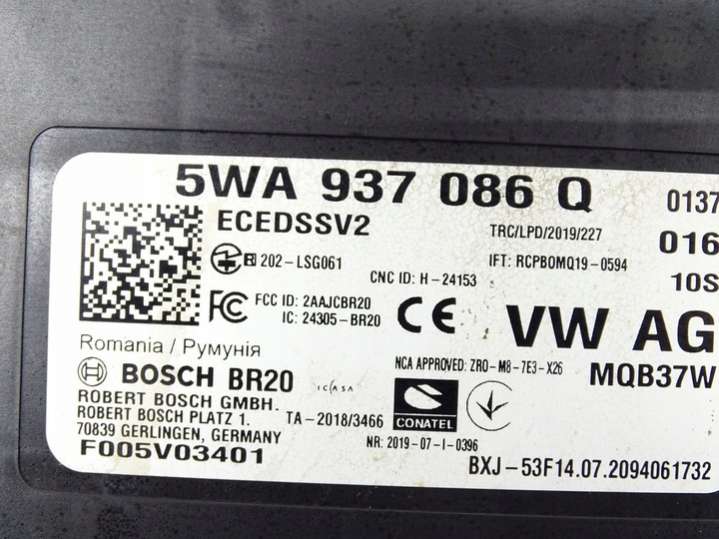 5WA 937 086 Q 0137
ECEDSSV2 TRC/LPD/2019/227 016
R 202-LSG061 IFT: RCPBOMQ19-0594
CNC ID: H-24153 10S
FC FCC ID: 2AAJCBR20 CE VW AG
IC: 24305-BR20
Romania / Румунія
NCA APPROVED: ZRO-M8-7E3-X26 MQB37W
BOSCH BR20 ICASA
ROBERT BOSCH GMBH. CONATEL
ROBERT BOSCH PLATZ 1. TA-2018/3466
70839 GERLINGEN, GERMANY NR: 2019-07-I-0396
F005V03401 BXJ-53F14.07.2094061732